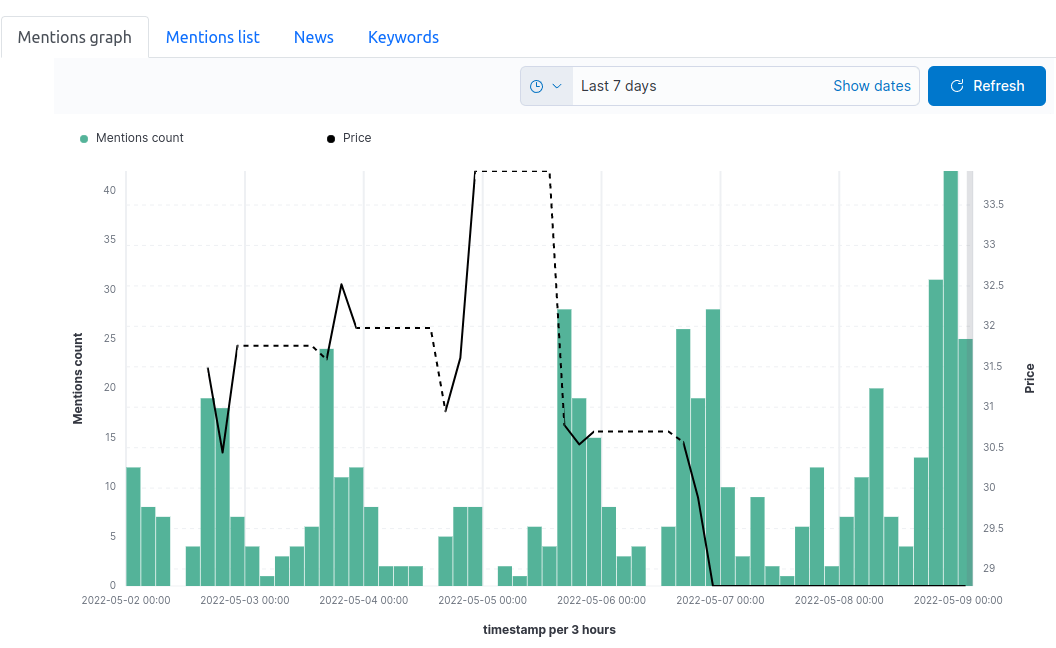 Mentions graph Mentions list News Keywords
Last 7 days Show dates Refresh
Mentions count Price
40
35
30
25
20
15
10
5
0
Mentions count
33.5
33
32.5
32
31.5
31
30.5
30
29.5
29
Price
2022-05-02 00:00 2022-05-03 00:00 2022-05-04 00:00 2022-05-05 00:00 2022-05-06 00:00 2022-05-07 00:00 2022-05-08 00:00 2022-05-09 00:00
timestamp per 3 hours